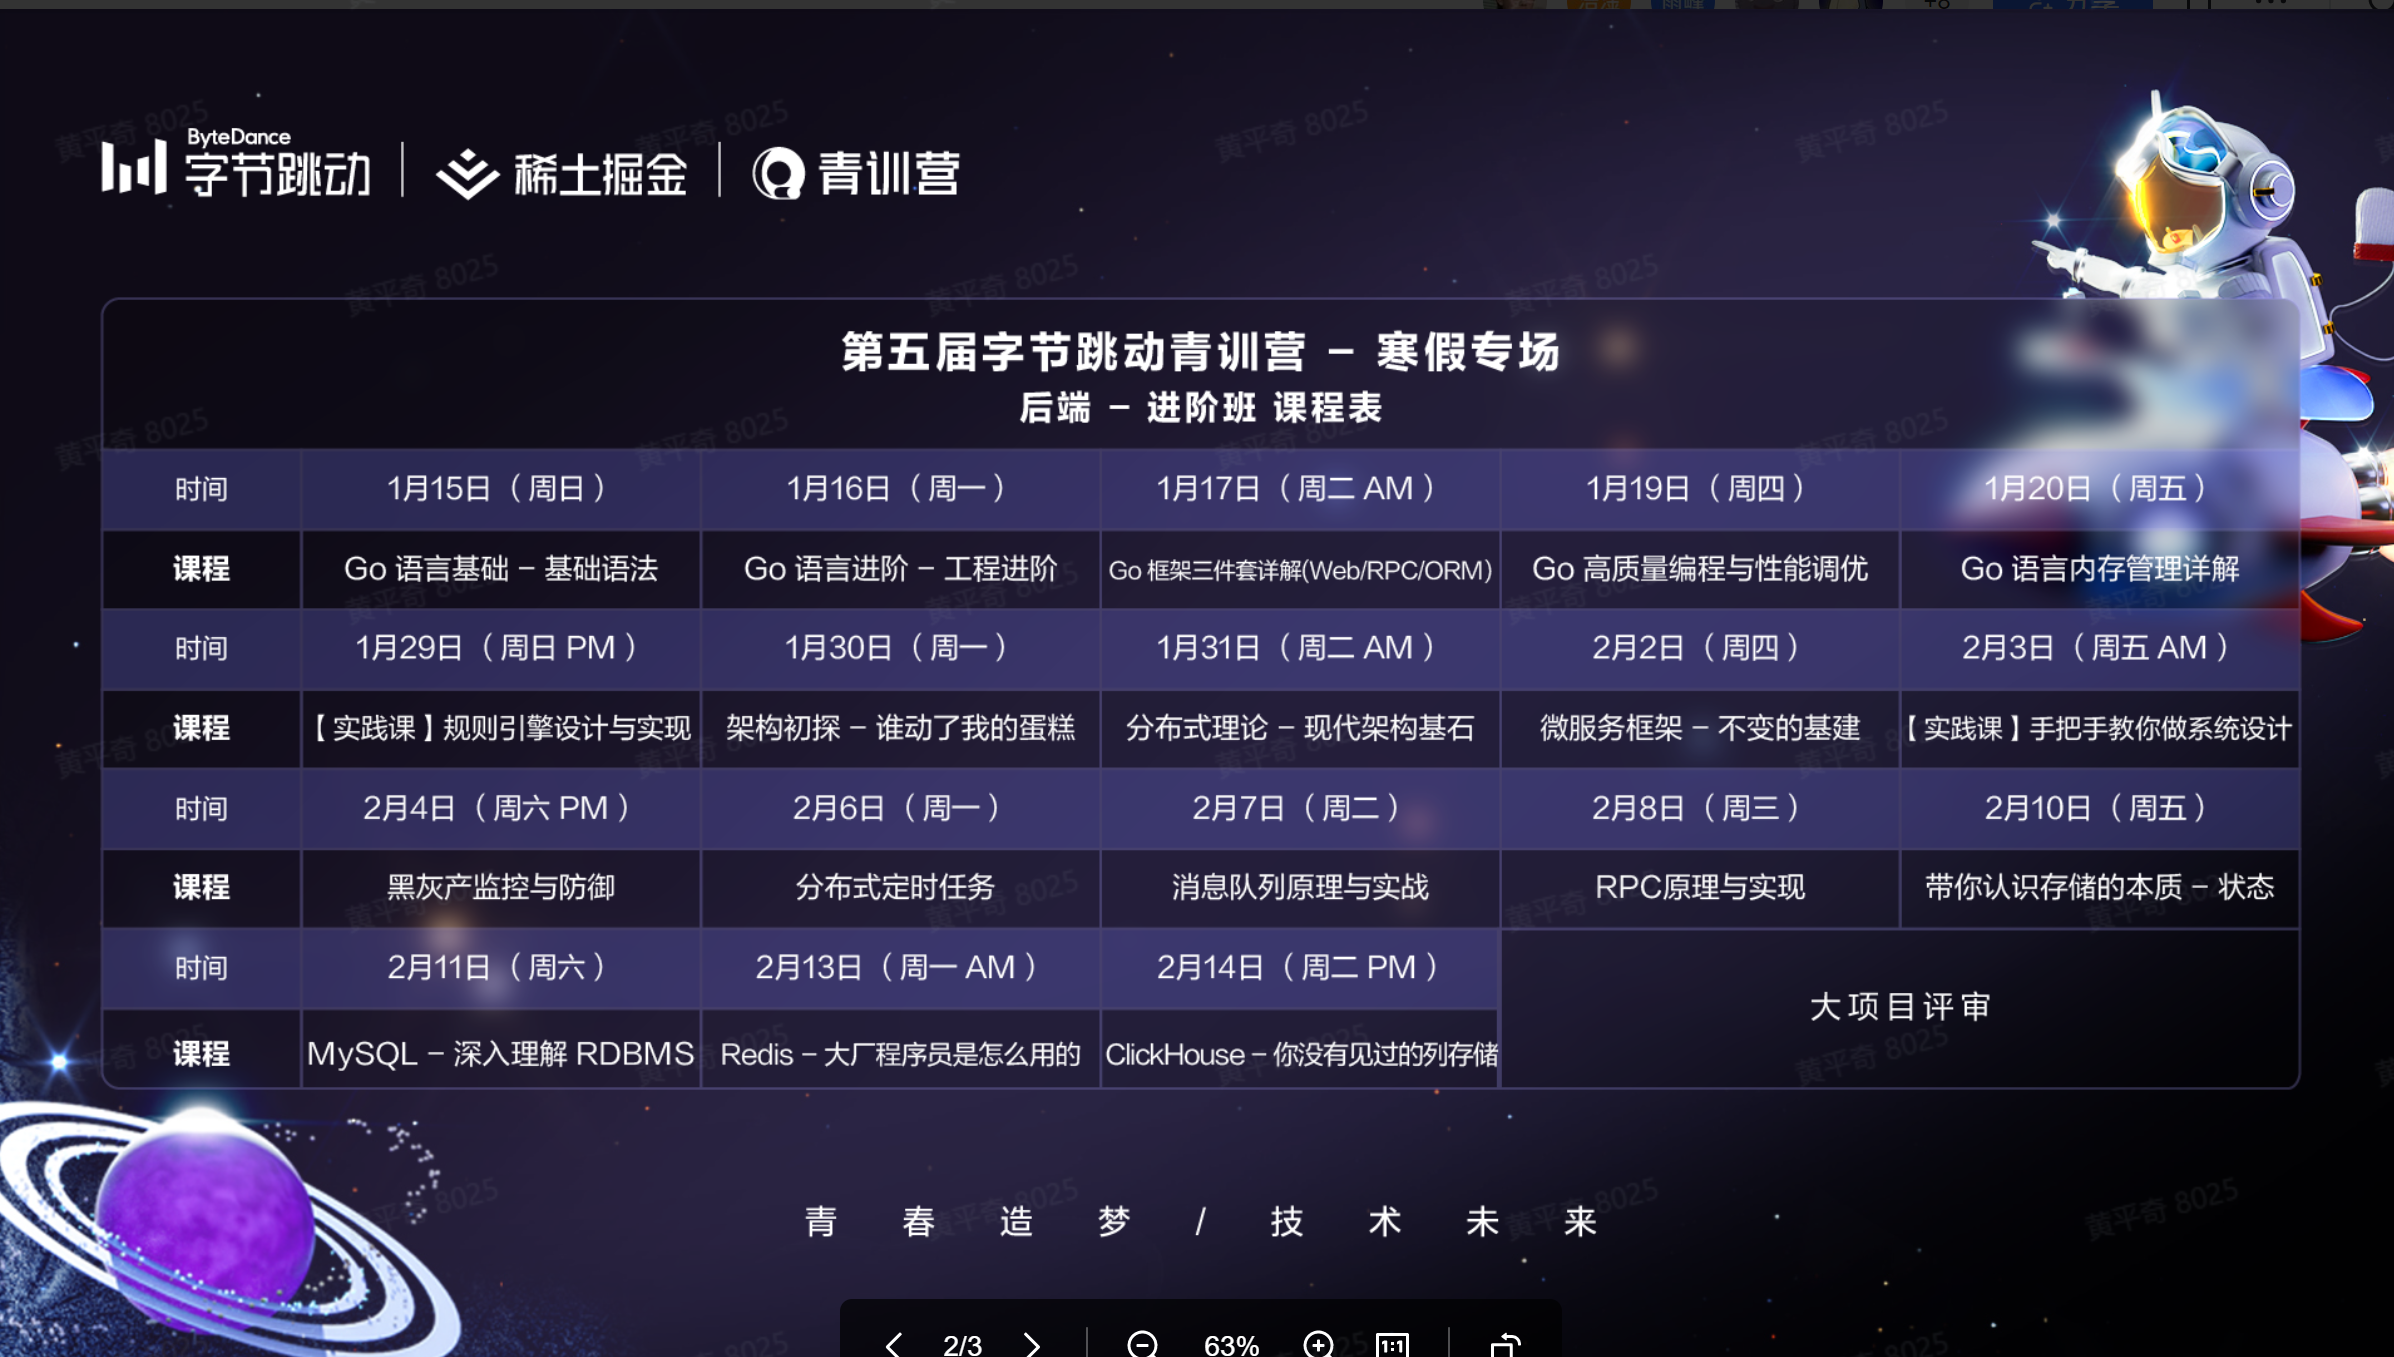 ByteDance
字节跳动
稀土掘金
青训营
第五届字节跳动青训营 – 寒假专场
后端 – 进阶班 课程表
时间 1月15日（周日） 1月16日（周一） 1月17日（周二 AM） 1月19日（周四） 1月20日（周五）
课程 Go 语言基础 – 基础语法 Go 语言进阶 – 工程进阶 Go 框架三件套详解(Web/RPC/ORM) Go 高质量编程与性能调优 Go 语言内存管理详解
时间 1月29日（周日 PM） 1月30日（周一） 1月31日（周二 AM） 2月2日（周四） 2月3日（周五 AM）
课程 【实践课】规则引擎设计与实现 架构初探 – 谁动了我的蛋糕 分布式理论 – 现代架构基石 微服务框架 – 不变的基建 【实践课】手把手教你做系统设计
时间 2月4日（周六 PM） 2月6日（周一） 2月7日（周二） 2月8日（周三） 2月10日（周五）
课程 黑灰产监控与防御 分布式定时任务 消息队列原理与实战 RPC原理与实现 带你认识存储的本质 – 状态
时间 2月11日（周六） 2月13日（周一 AM） 2月14日（周二 PM）
大项目评审
课程 MySQL – 深入理解 RDBMS Redis – 大厂程序员是怎么用的 ClickHouse – 你没有见过的列存储
青春造梦/技术未来
2/3 63% 1:1
黄平奇 8025